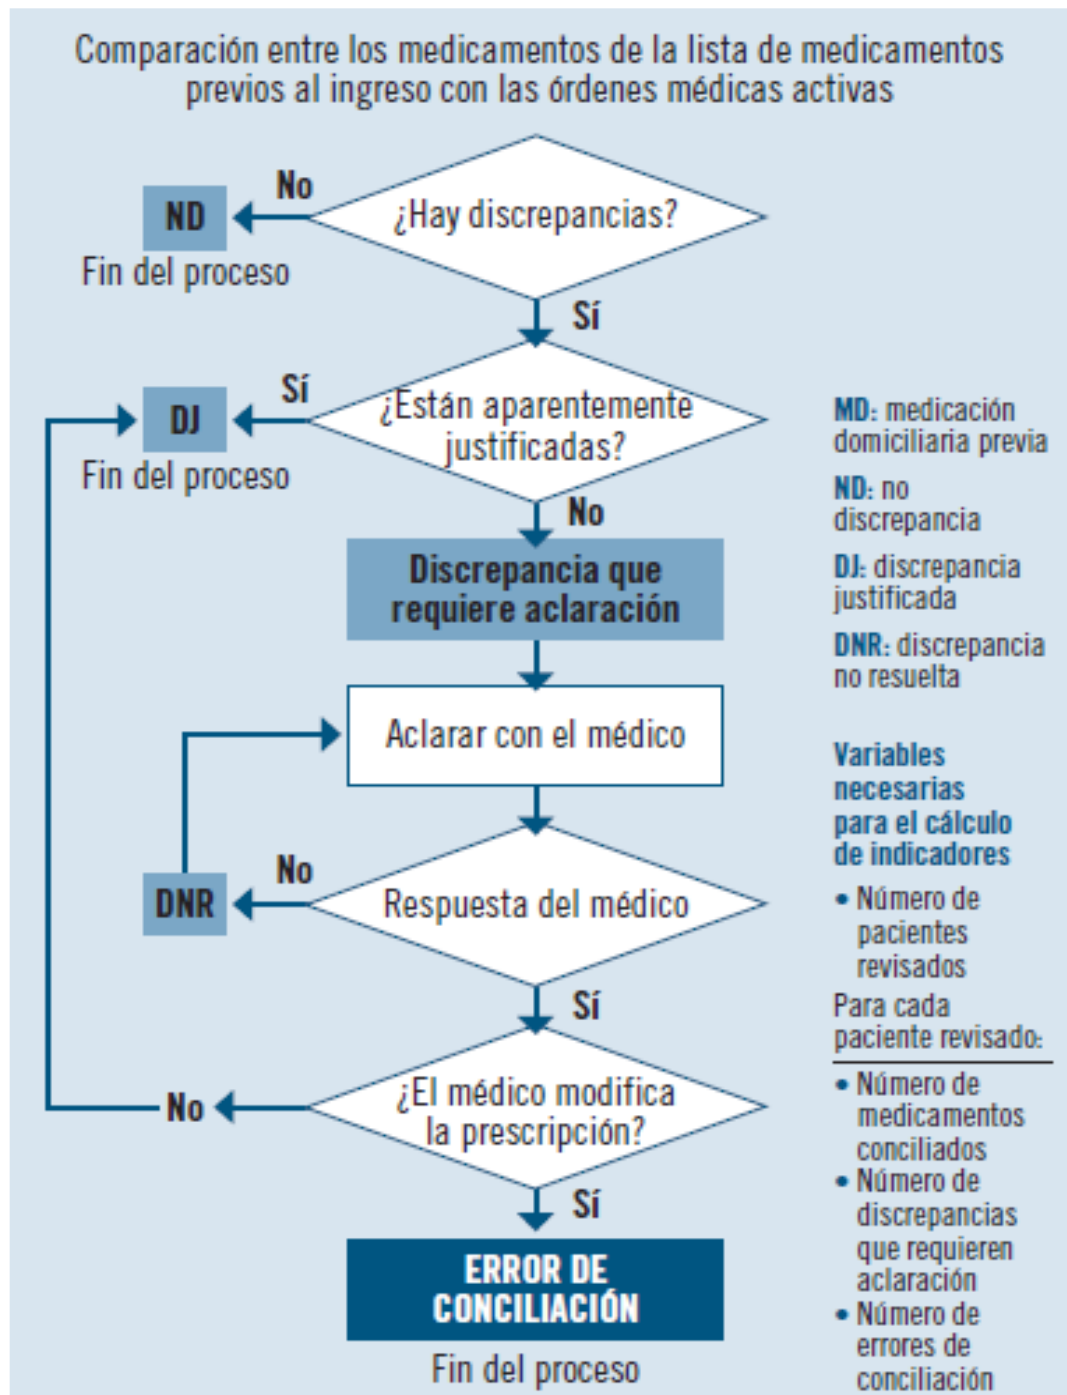 Comparación entre los medicamentos de la lista de medicamentos
previos al ingreso con las órdenes médicas activas
¿Hay discrepancias?
No
ND
Fin del proceso
Sí
¿Están aparentemente
justificadas?
Sí
DJ
Fin del proceso
No
Discrepancia que
requiere aclaración
Aclarar con el médico
Respuesta del médico
No
DNR
Sí
¿El médico modifica
la prescripción?
No
Sí
ERROR DE
CONCILIACIÓN
Fin del proceso
MD: medicación
domiciliaria previa
ND: no
discrepancia
DJ: discrepancia
justificada
DNR: discrepancia
no resuelta
Variables
necesarias
para el cálculo
de indicadores
• Número de
pacientes
revisados
Para cada
paciente revisado:
• Número de
medicamentos
conciliados
• Número de
discrepancias
que requieren
aclaración
• Número de
errores de
conciliación